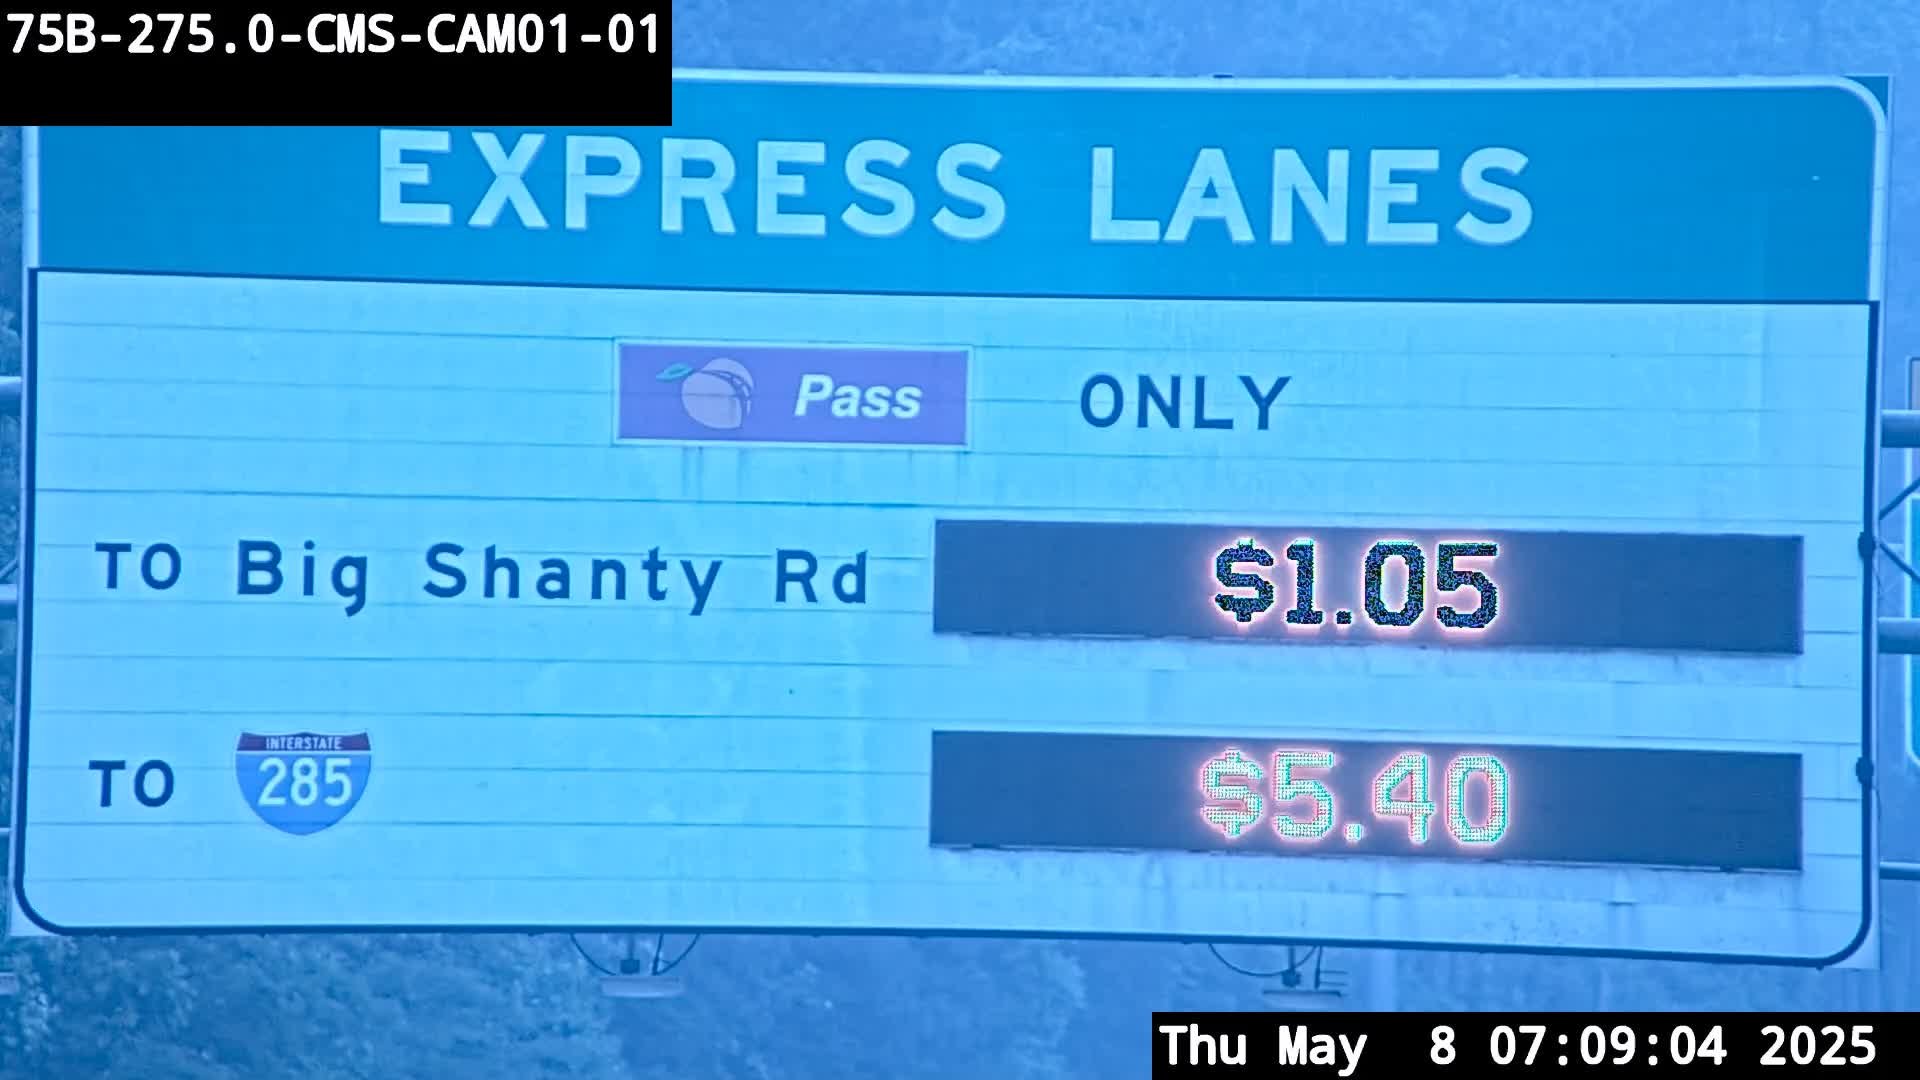 75B-275.0-CMS-CAM01-01
EXPRESS LANES
Pass ONLY
TO Big Shanty Rd $1.05
INTERSTATE
TO 285 $5.40
Thu May 8 07:09:04 2025